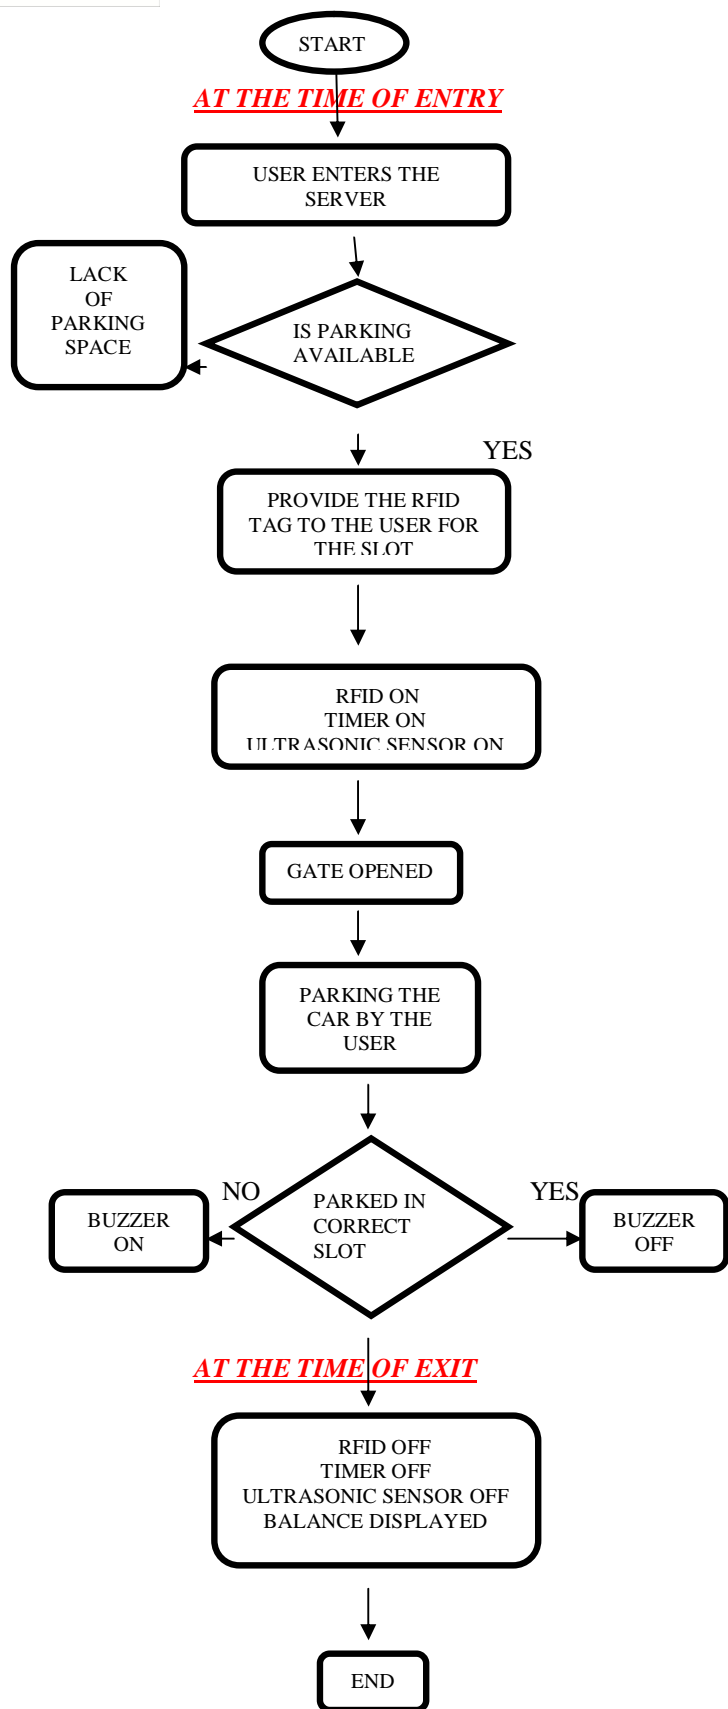 START
AT THE TIME OF ENTRY
USER ENTERS THE
SERVER
LACK
OF
PARKING
SPACE
IS PARKING
AVAILABLE
YES
PROVIDE THE RFID
TAG TO THE USER FOR
THE SLOT
RFID ON
TIMER ON
ULTRASONIC SENSOR ON
GATE OPENED
PARKING THE
CAR BY THE
USER
NO
YES
BUZZER
ON
PARKED IN
CORRECT
SLOT
BUZZER
OFF
AT THE TIME OF EXIT
RFID OFF
TIMER OFF
ULTRASONIC SENSOR OFF
BALANCE DISPLAYED
END